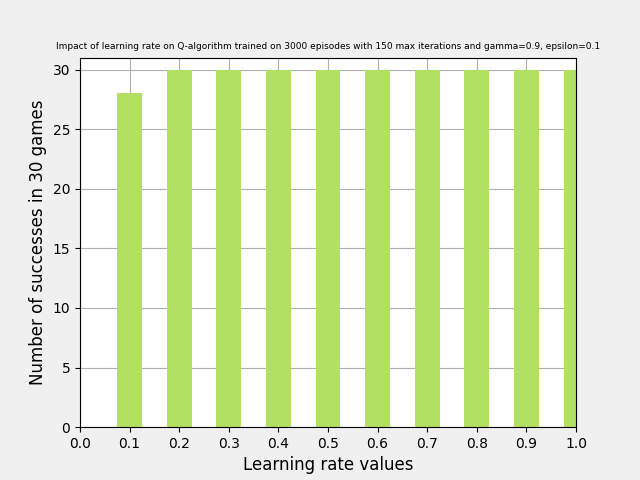 Impact of learning rate on Q-algorithm trained on 3000 episodes with 150 max iterations and gamma=0.9, epsilon=0.1
Number of successes in 30 games
30
25
20
15
10
5
0
0.0 0.1 0.2 0.3 0.4 0.5 0.6 0.7 0.8 0.9 1.0
Learning rate values